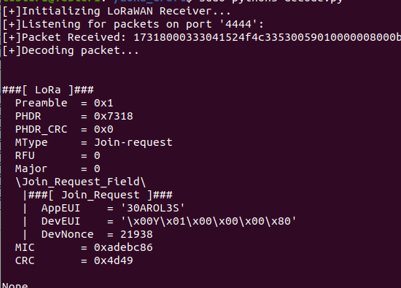 [+]Initializing LoRaWAN Receiver...
[+]Listening for packets on port '4444':
[+]Packet Received: 17318000333041524f4c33530059010000008000b
[+]Decoding packet...
###[ LoRa ]###
Preamble = 0x1
PHDR = 0x7318
PHDR_CRC = 0x0
MType = Join-request
RFU = 0
Major = 0
\Join_Request_Field\
|###[ Join_Request ]###
| AppEUI = '30AROL3S'
| DevEUI = '\x00Y\x01\x00\x00\x00\x80'
| DevNonce = 21938
MIC = 0xadebc86
CRC = 0x4d49
None